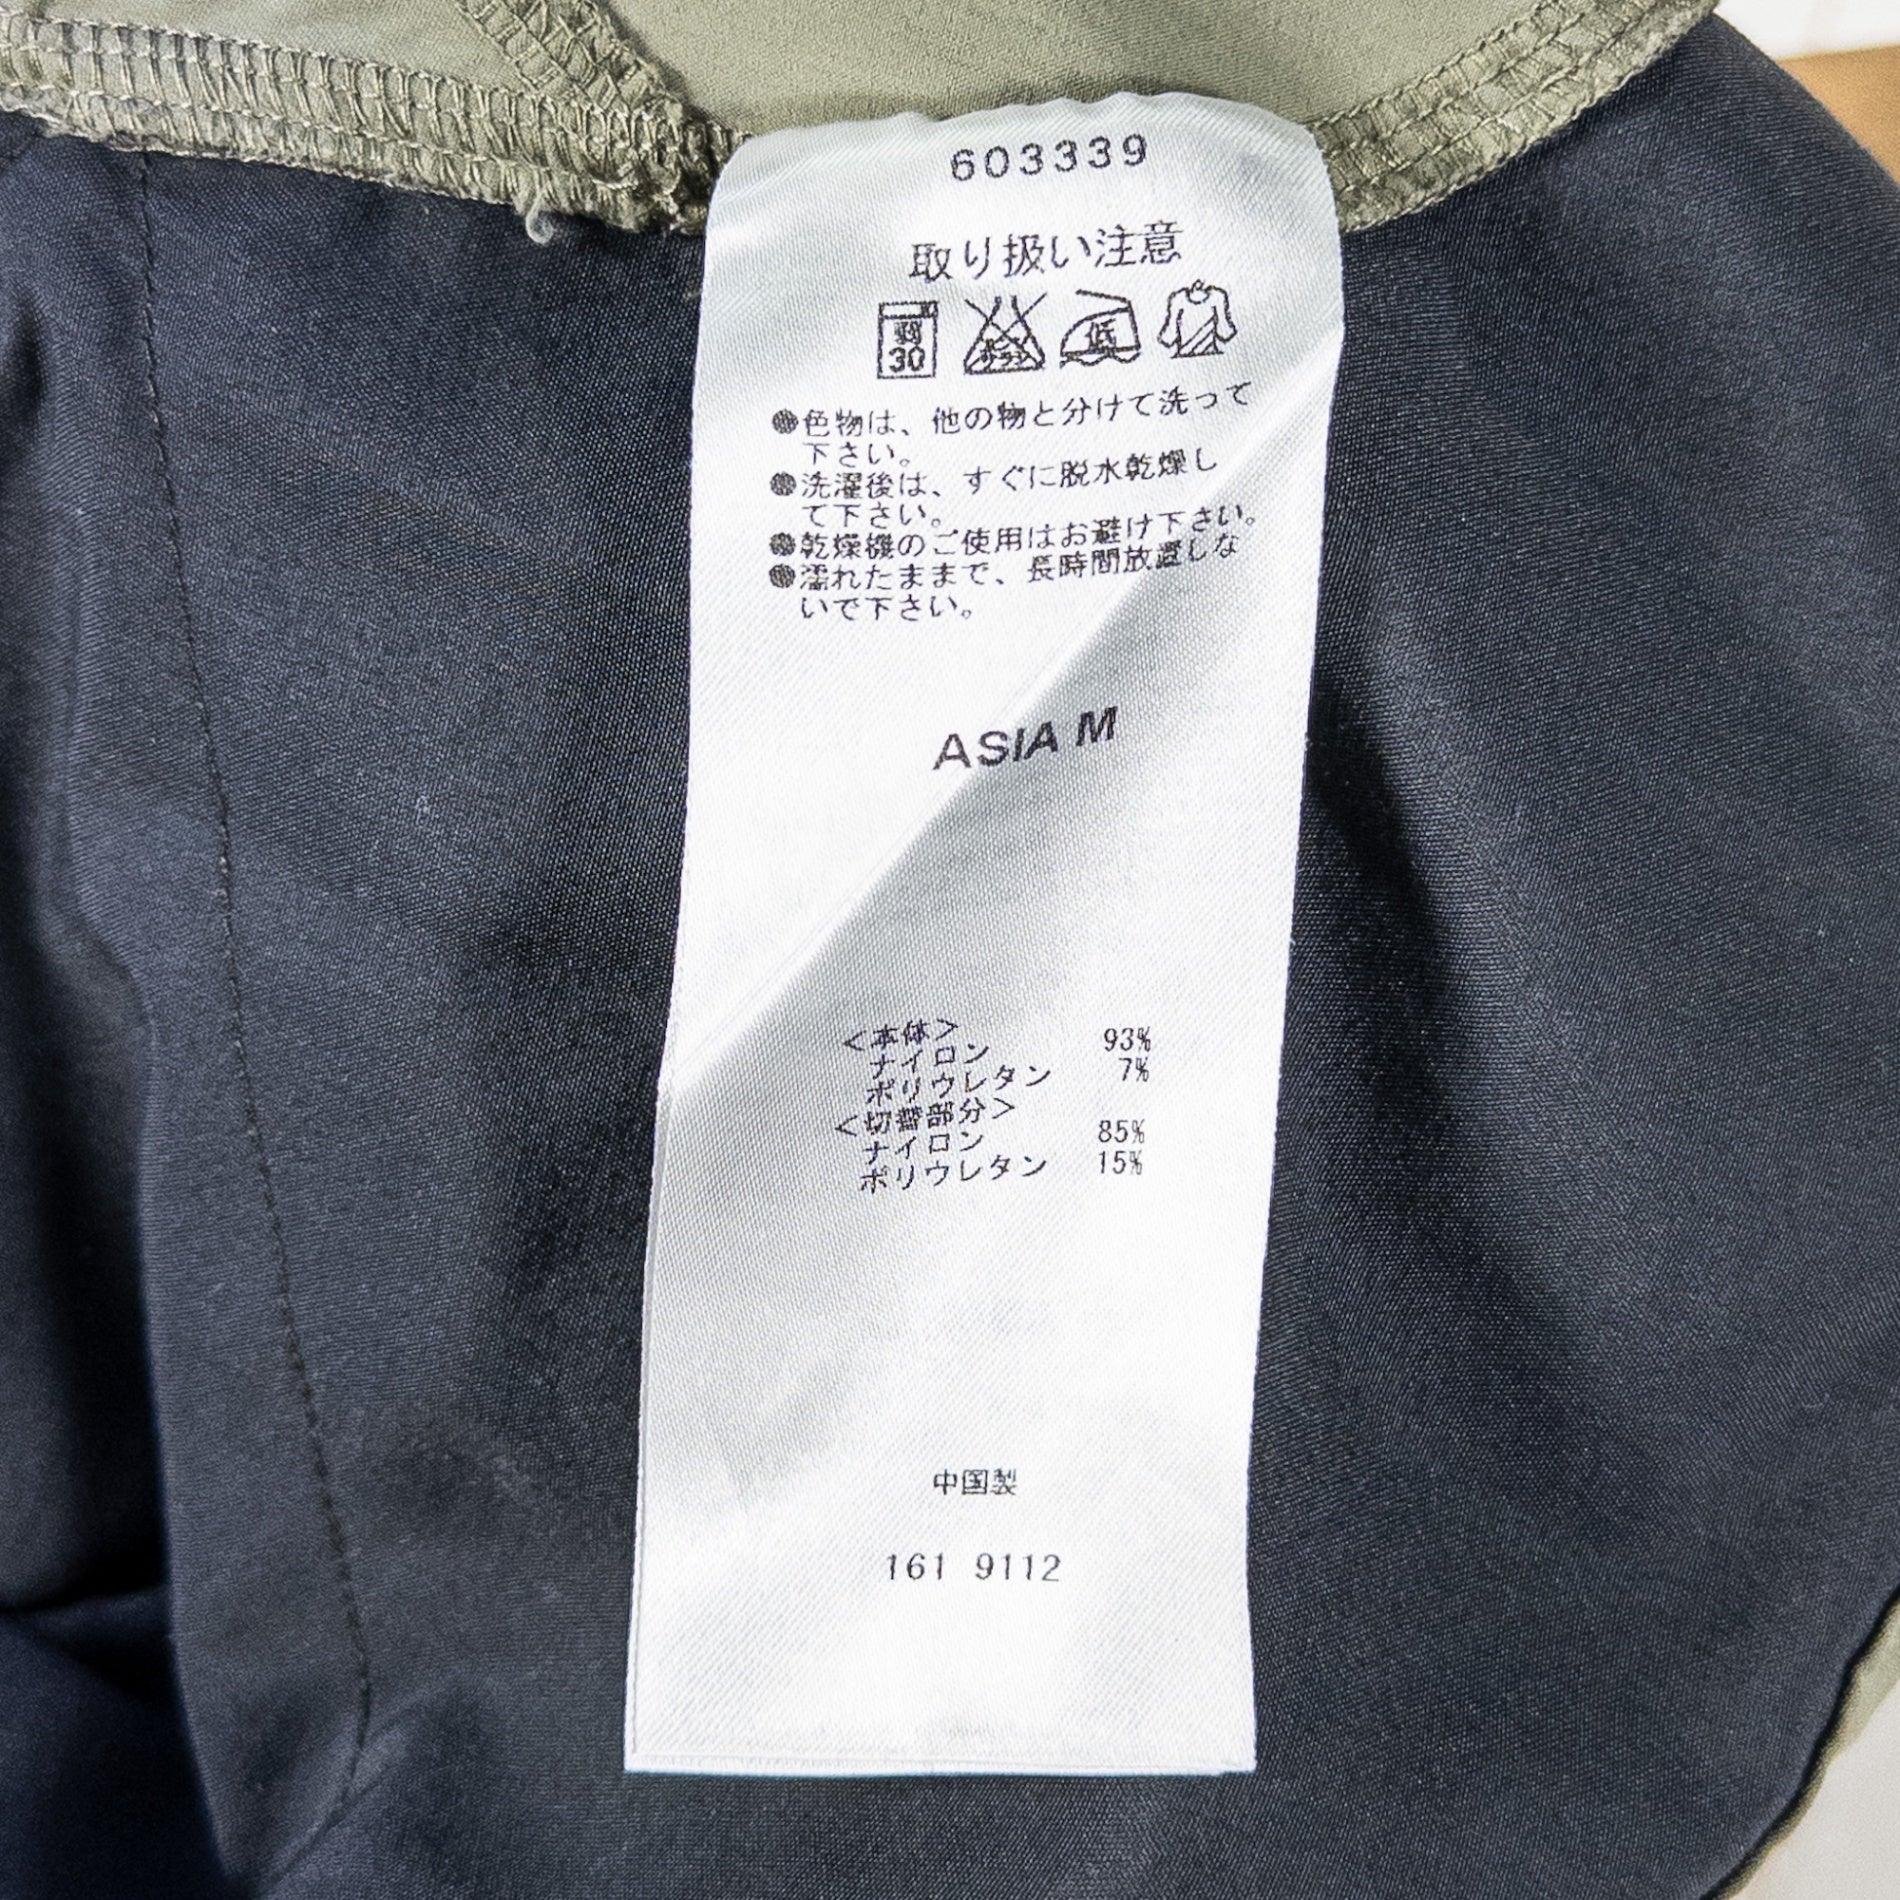 603339
取り扱い注意
弱
30
低
●色物は、他の物と分けて洗って
下さい。
●洗濯後は、すぐに脱水乾燥し
て下さい。
●乾燥機のご使用はお避け下さい。
●濡れたままで、長時間放置しな
いで下さい。
ASIA M
<本体>
ナイロン 93%
ポリウレタン 7%
<切替部分>
ナイロン 85%
ポリウレタン 15%
中国製
161 9112